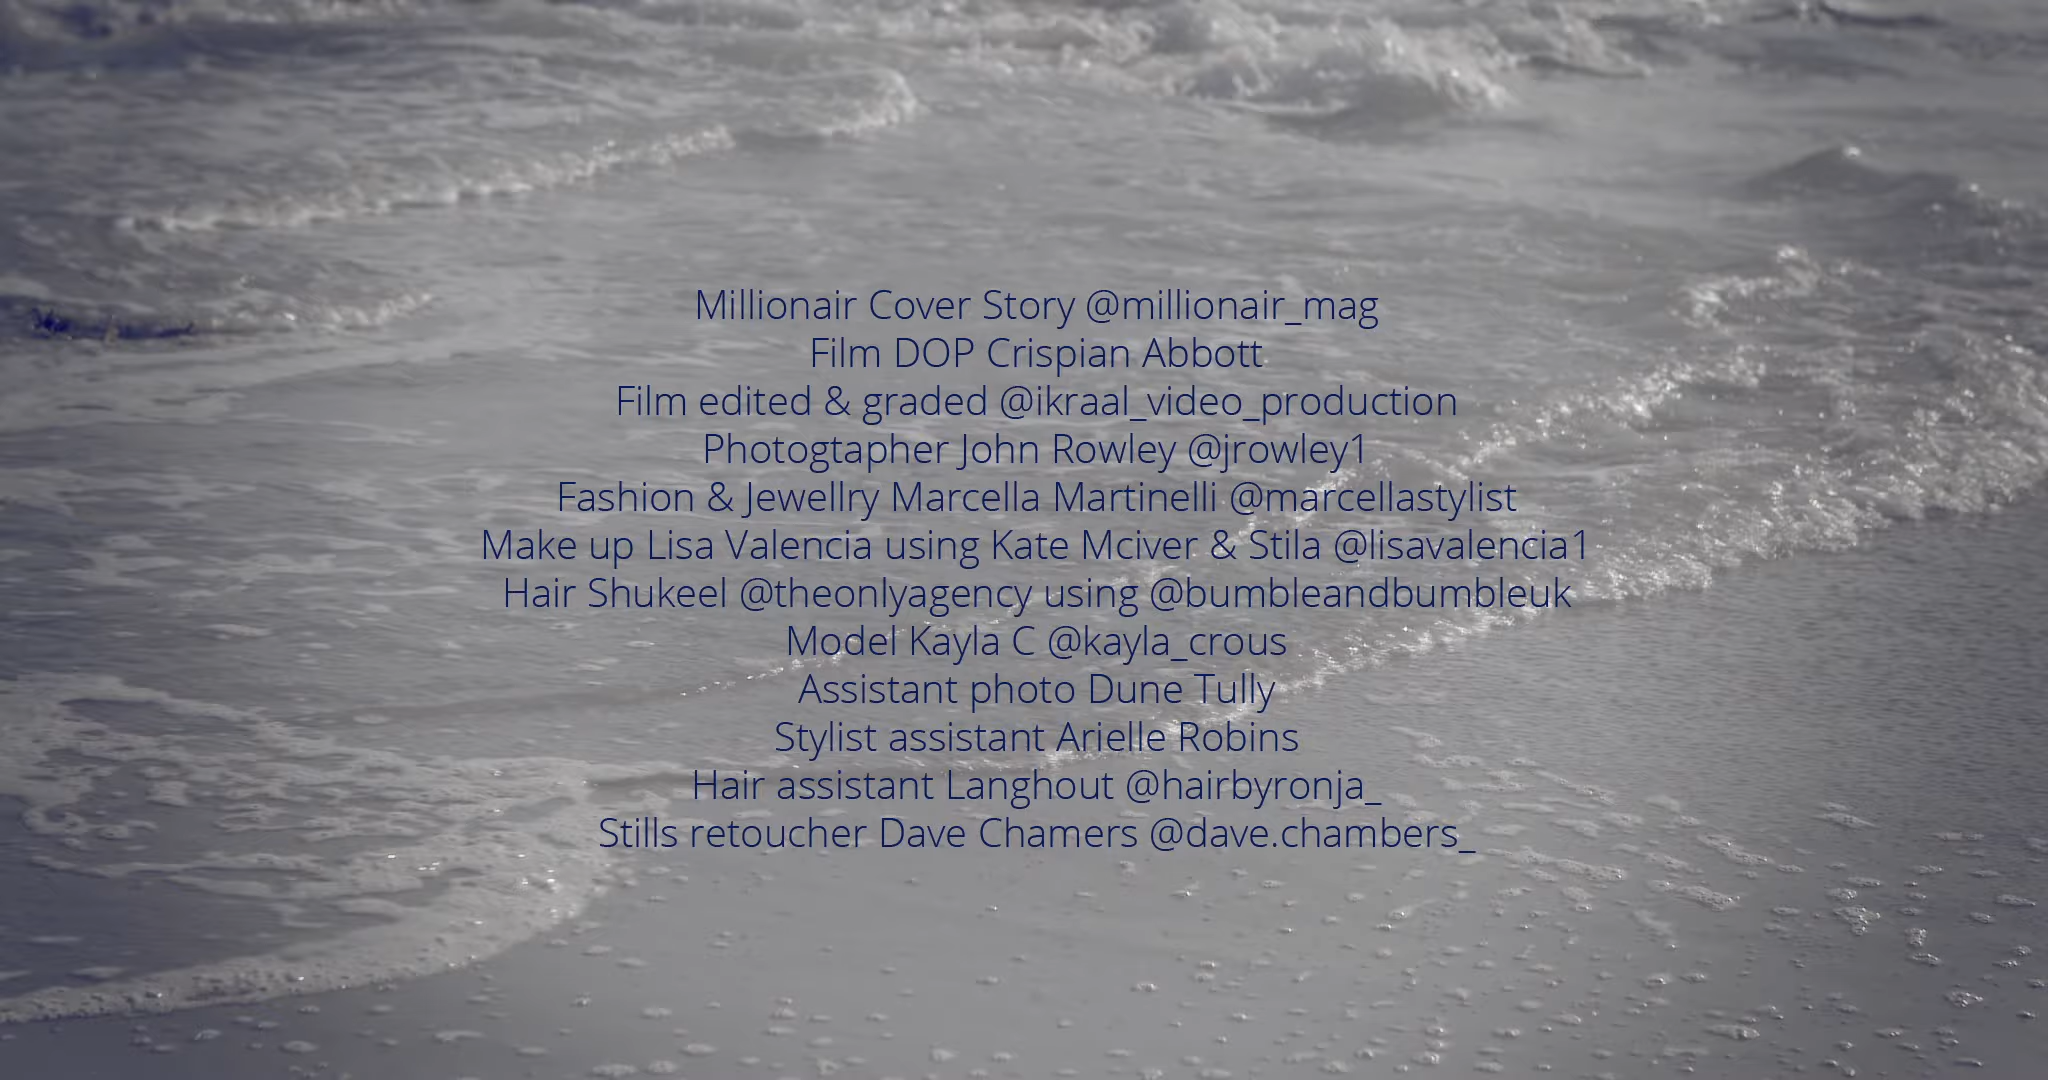 Millionair Cover Story @millionair_mag
Film DOP Crispian Abbott
Film edited & graded @ikraal_video_production
Photogtapher John Rowley @jrowley1
Fashion & Jewellry Marcella Martinelli @marcellastylist
Make up Lisa Valencia using Kate Mciver & Stila @lisavalencia1
Hair Shukeel @theonlyagency using @bumbleandbumbleuk
Model Kayla C @kayla_crous
Assistant photo Dune Tully
Stylist assistant Arielle Robins
Hair assistant Langhout @hairbyronja_
Stills retoucher Dave Chamers @dave.chambers_